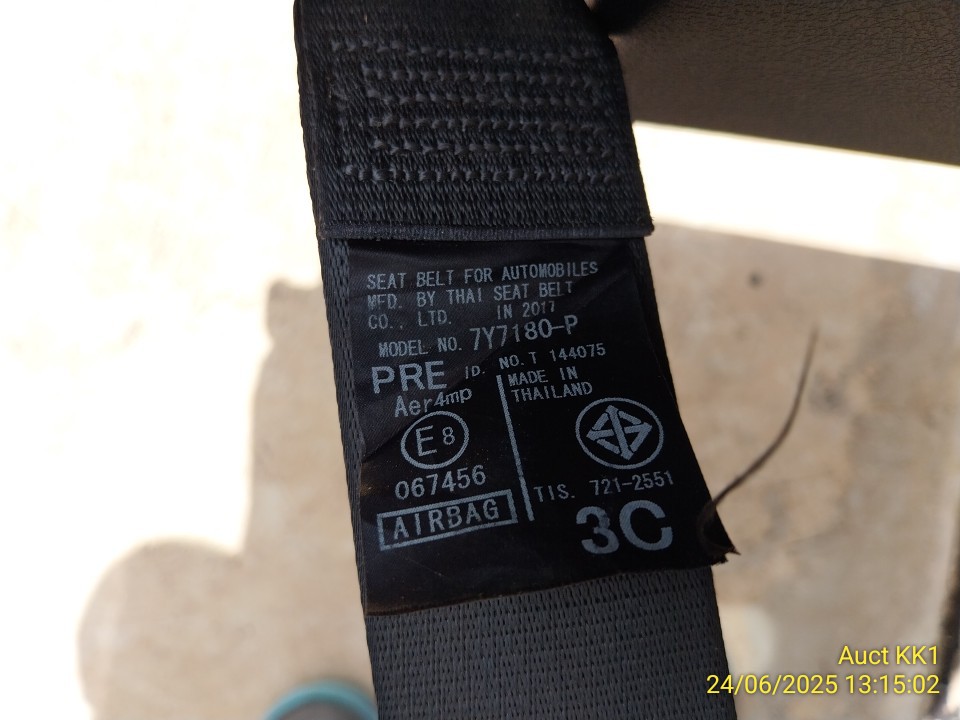 SEAT BELT FOR AUTOMOBILES
MFD. BY THAI SEAT BELT
CO., LTD. IN 2017
MODEL NO. 7Y7180-P
PRE ID. NO. T 144075
Aer4mp
E8
067456
AIRBAG
MADE IN
THAILAND
TIS. 721-2551
3C
Auct KK1
24/06/2025 13:15:02